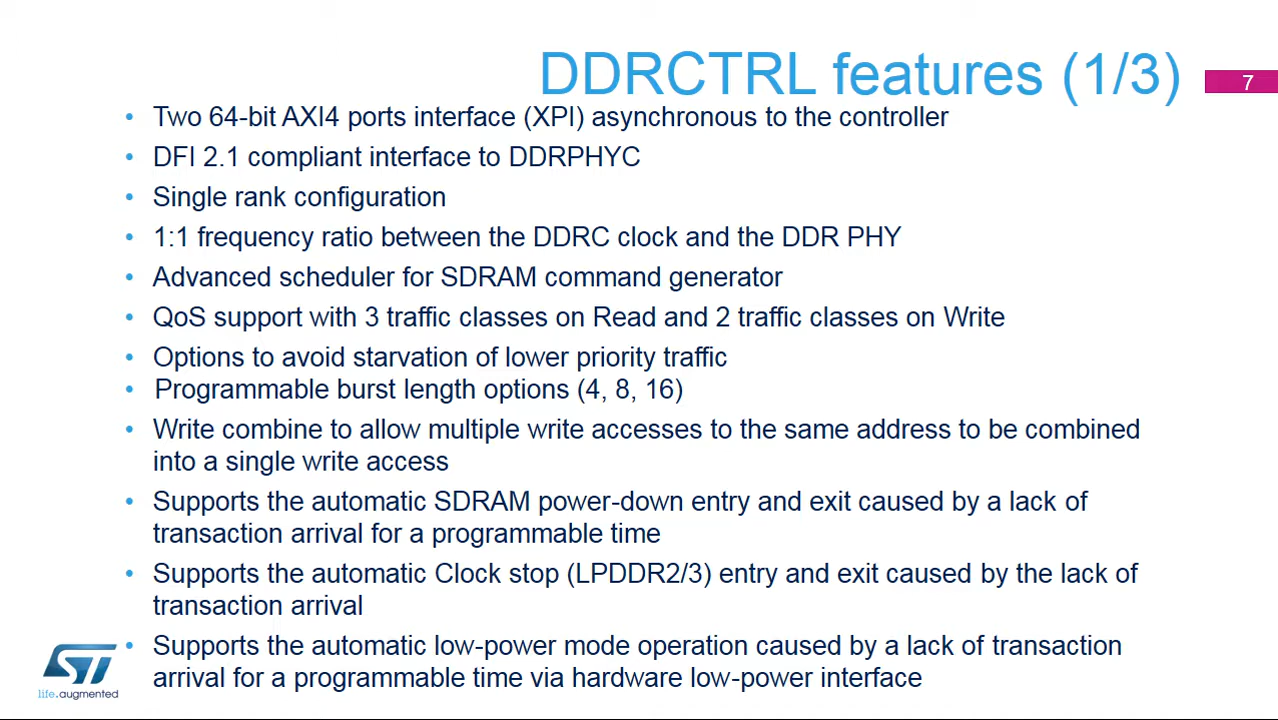 DDRCTRL features (1/3)
7
• Two 64-bit AXI4 ports interface (XPI) asynchronous to the controller
• DFI 2.1 compliant interface to DDRPHYC
• Single rank configuration
• 1:1 frequency ratio between the DDRC clock and the DDR PHY
• Advanced scheduler for SDRAM command generator
• QoS support with 3 traffic classes on Read and 2 traffic classes on Write
• Options to avoid starvation of lower priority traffic
• Programmable burst length options (4, 8, 16)
• Write combine to allow multiple write accesses to the same address to be combined
into a single write access
• Supports the automatic SDRAM power-down entry and exit caused by a lack of
transaction arrival for a programmable time
• Supports the automatic Clock stop (LPDDR2/3) entry and exit caused by the lack of
transaction arrival
• Supports the automatic low-power mode operation caused by a lack of transaction
arrival for a programmable time via hardware low-power interface
ST
life.augmented